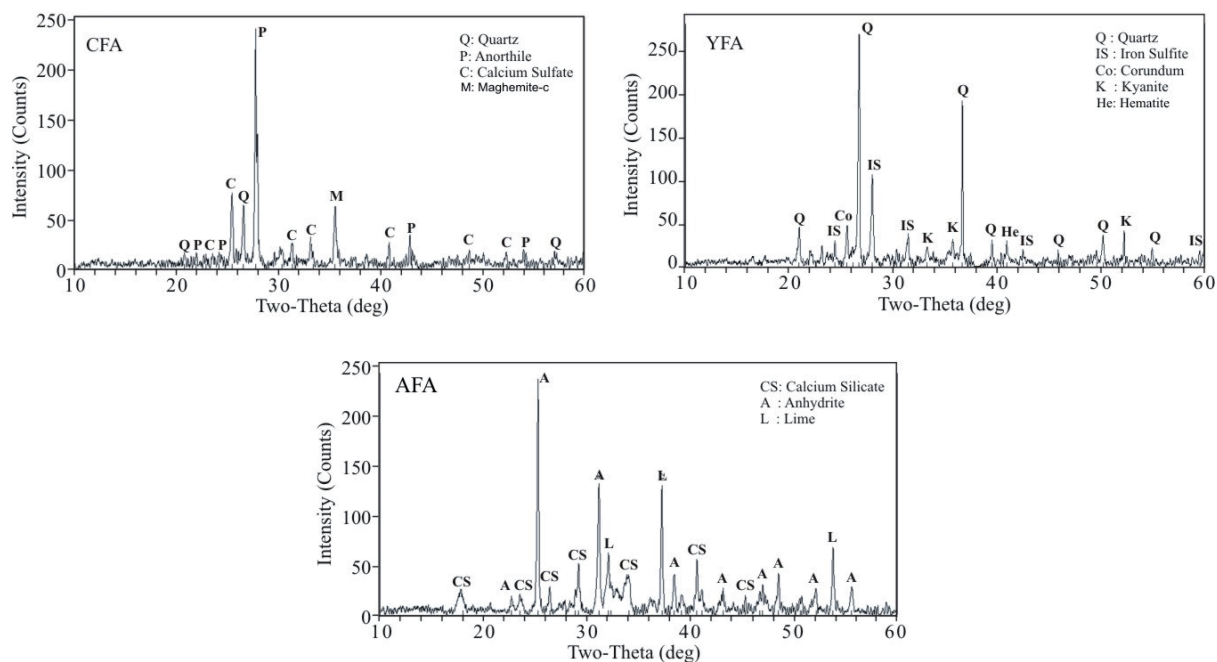 CFA
Q: Quartz
P: Anorthile
C: Calcium Sulfate
M: Maghemite-c
Intensity (Counts)
250
200
150
100
50
0
Q P C P C Q P C C M C P C C P Q
10 20 30 40 50 60
Two-Theta (deg)
YFA
Q : Quartz
IS : Iron Sulfite
Co: Corundum
K : Kyanite
He: Hematite
Intensity (Counts)
250
200
150
100
50
0
Q IS Co Q IS IS K K Q Q He IS Q Q K Q IS
10 20 30 40 50 60
Two-Theta (deg)
AFA
CS: Calcium Silicate
A : Anhydrite
L : Lime
Intensity (Counts)
250
200
150
100
50
0
CS A CS A CS CS A L CS L A CS A CS A A A L A
10 20 30 40 50 60
Two-Theta (deg)